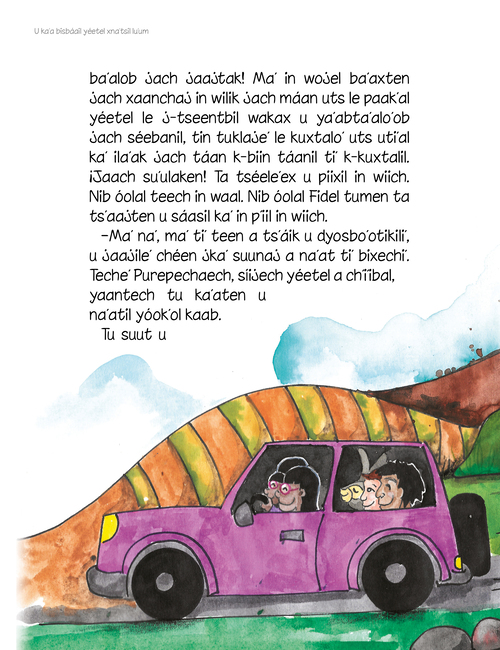 U ka'a bisbáail yéetel xna'tsil lu'um
ba'alob jach jaajtak! Ma' in wojel ba'axten
jach xaanchaj in wilik jach máan uts le paak'al
yéetel le j-tseentbil wakax u ya'abta'alo'ob
jach séebanil, tin tuklaje' le kuxtalo' uts uti'al
ka' ila'ak jach táan k-biin táanil ti' k-kuxtalil.
¡Jaach su'ulaken! Ta tséele'ex u piixil in wiich.
Nib óolal teech in waal. Nib óolal Fidel tumen ta
ts'aajten u sáasil ka' in p'iil in wiich.
–Ma' na', ma' ti' teen a ts'áik u dyosbo'otikili',
u jaajile' chéen jka' suunaj a na'at ti' bixechi'.
Teche' Purepechaech, síijech yéetel a ch'i'ibal,
yaantech tu ka'aten u
na'atil yóok'ol kaab.
Tu suut u